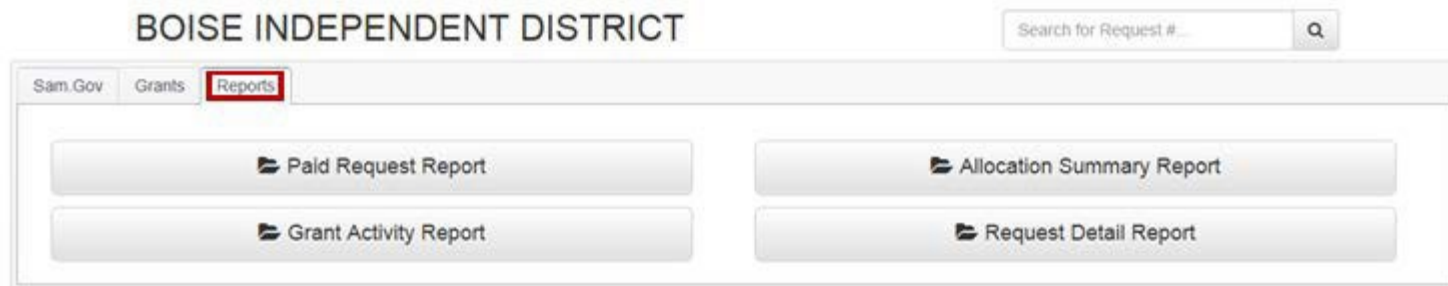 BOISE INDEPENDENT DISTRICT
Search for Request #...
Sam.Gov Grants Reports
Paid Request Report
Allocation Summary Report
Grant Activity Report
Request Detail Report